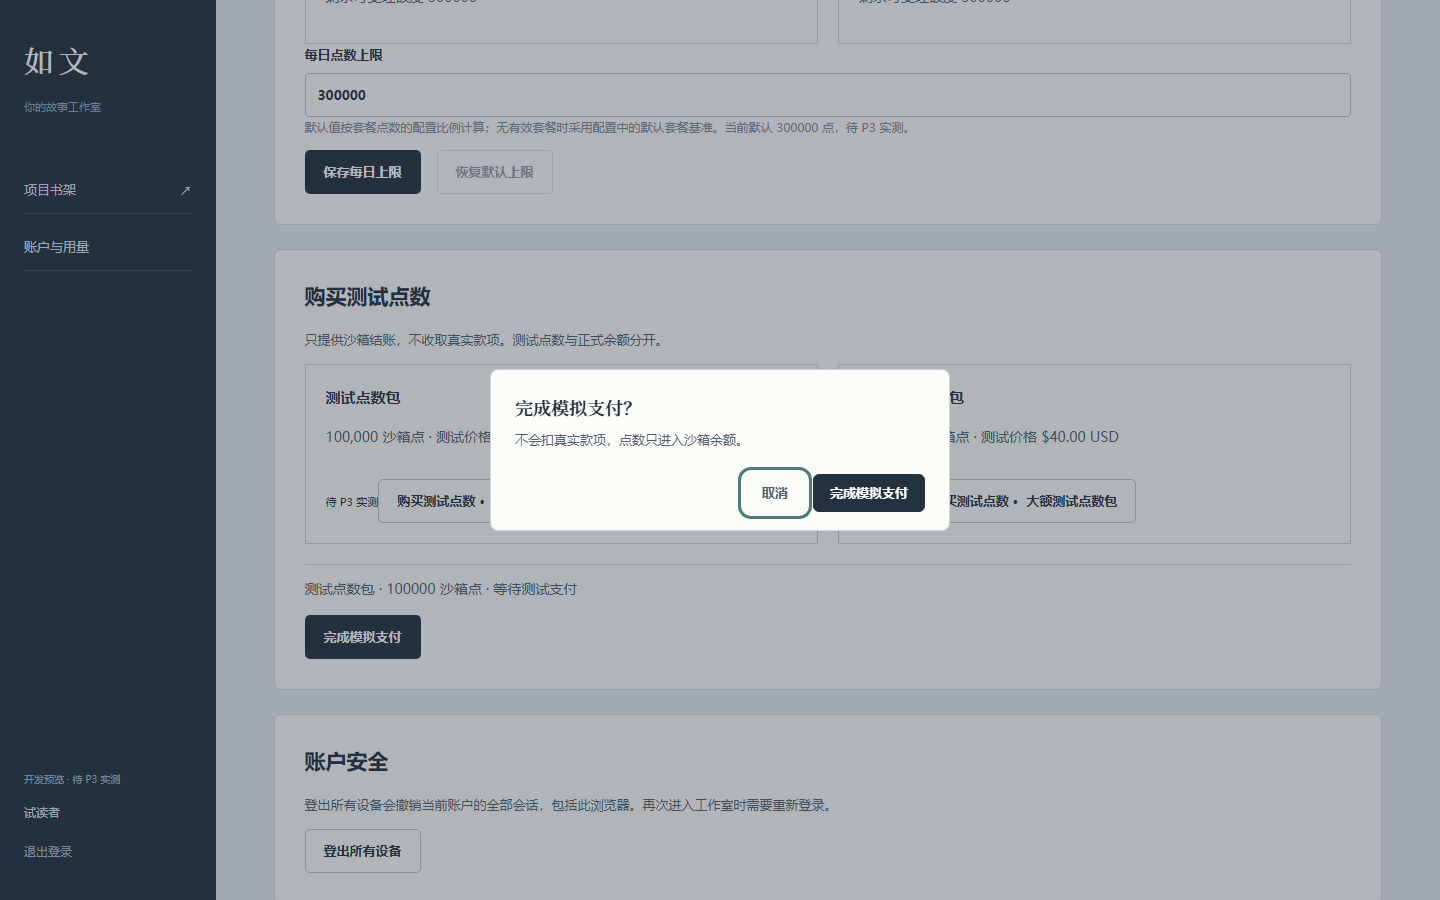 如文
你的故事工作室
项目书架 ↗
账户与用量
开发预览 · 待 P3 实测
试读者
退出登录
每日点数上限
300000
默认值按套餐点数的配置比例计算；无有效套餐时采用配置中的默认套餐基准。当前默认 300000 点，待 P3 实测。
保存每日上限
恢复默认上限
购买测试点数
只提供沙箱结账，不收取真实款项。测试点数与正式余额分开。
测试点数包
100,000 沙箱点 · 测试价格
待 P3 实测
购买测试点数 •
包
箱点 · 测试价格 $40.00 USD
买测试点数 • 大额测试点数包
完成模拟支付？
不会扣真实款项，点数只进入沙箱余额。
取消
完成模拟支付
测试点数包 · 100000 沙箱点 · 等待测试支付
完成模拟支付
账户安全
登出所有设备会撤销当前账户的全部会话，包括此浏览器。再次进入工作室时需要重新登录。
登出所有设备